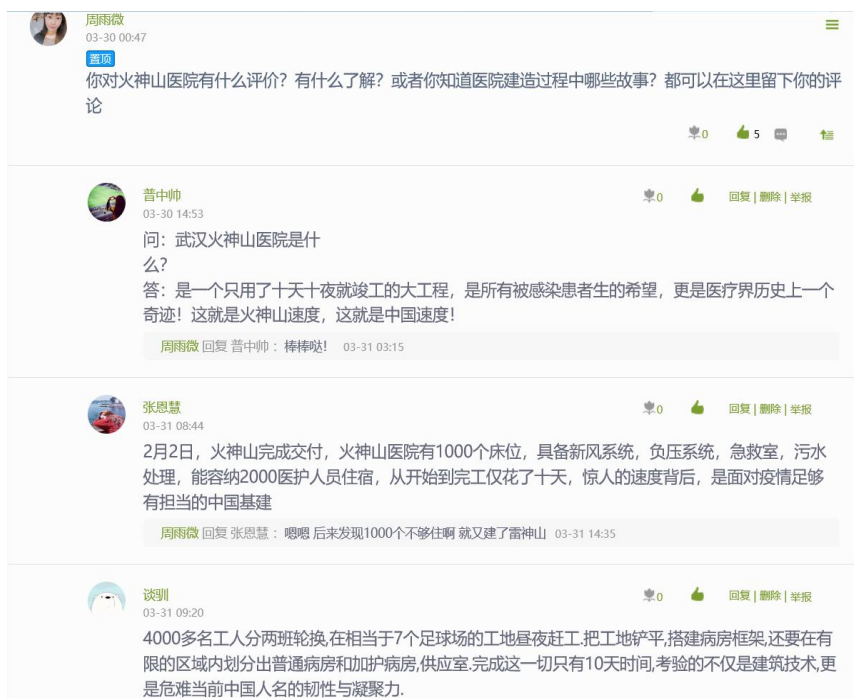 周雨微
03-30 00:47
置顶
你对火神山医院有什么评价？有什么了解？或者你知道医院建造过程中哪些故事？都可以在这里留下你的评
论
0 5
普中帅 0 回复 | 删除 | 举报
03-30 14:53
问：武汉火神山医院是什
么？
答：是一个只用了十天十夜就竣工的大工程，是所有被感染患者生的希望，更是医疗界历史上一个
奇迹！这就是火神山速度，这就是中国速度！
周雨微 回复 普中帅： 棒棒哒！ 03-31 03:15
张恩慧 0 回复 | 删除 | 举报
03-31 08:44
2月2日，火神山完成交付，火神山医院有1000个床位，具备新风系统，负压系统，急救室，污水
处理，能容纳2000医护人员住宿，从开始到完工仅花了十天，惊人的速度背后，是面对疫情足够
有担当的中国基建
周雨微 回复 张恩慧： 嗯嗯 后来发现1000个不够住啊 就又建了雷神山 03-31 14:35
谈驯 0 回复 | 删除 | 举报
03-31 09:20
4000多名工人分两班轮换,在相当于7个足球场的工地昼夜赶工.把工地铲平,搭建病房框架,还要在有
限的区域内划分出普通病房和加护病房,供应室.完成这一切只有10天时间,考验的不仅是建筑技术,更
是危难当前中国人名的韧性与凝聚力.